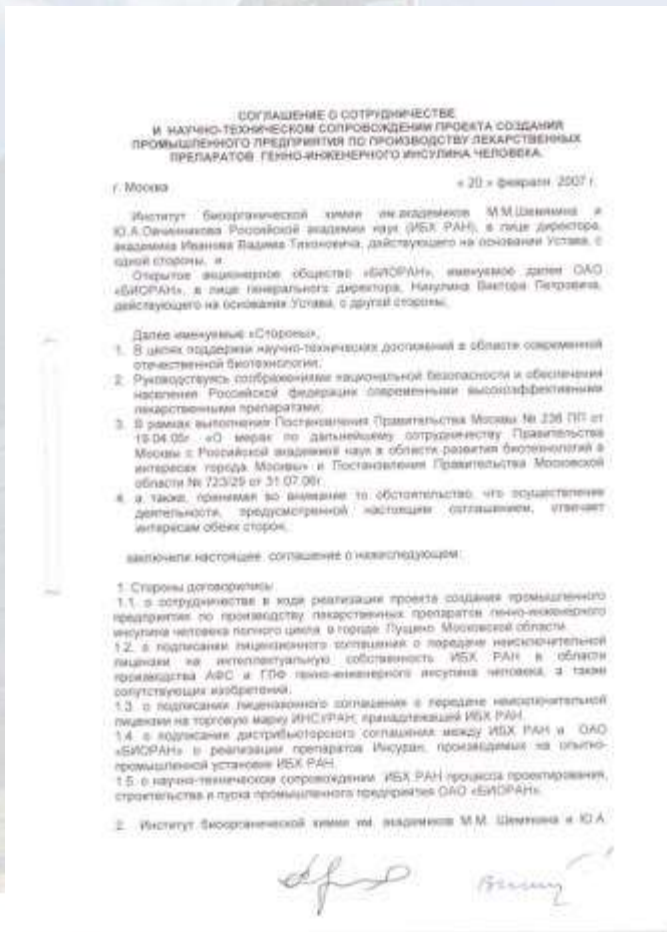 СОГЛАШЕНИЕ О СОТРУДНИЧЕСТВЕ
И НАУЧНО-ТЕХНИЧЕСКОМ СОПРОВОЖДЕНИИ ПРОЕКТА СОЗДАНИЯ
ПРОМЫШЛЕННОГО ПРЕДПРИЯТИЯ ПО ПРОИЗВОДСТВУ ЛЕКАРСТВЕННЫХ
ПРЕПАРАТОВ ГЕННО-ИНЖЕНЕРНОГО ИНСУЛИНА ЧЕЛОВЕКА.
г. Москва « 20 » февраля 2007 г.
Институт биоорганической химии им.академиков М.М.Шемякина и
Ю.А.Овчинникова Российской академии наук (ИБХ РАН), в лице директора,
академика Иванова Вадима Тихоновича, действующего на основании Устава, с
одной стороны, и
Открытое акционерное общество «БИОРАН», именуемое далее ОАО
«БИОРАН», в лице генерального директора, Никулина Виктора Петровича,
действующего на основании Устава, с другой стороны,
Далее именуемые «Стороны»,
1. В целях поддержки научно-технических достижений в области современной
отечественной биотехнологии;
2. Руководствуясь соображениями национальной безопасности и обеспечения
населения Российской федерации современными высокоэффективными
лекарственными препаратами;
3. В рамках выполнения Постановления Правительства Москвы № 236 ПП от
19.04.05г. «О мерах по дальнейшему сотрудничеству Правительства
Москвы с Российской академией наук в области развития биотехнологий в
интересах города Москвы» и Постановления Правительства Московской
области № 723/29 от 31.07.06г.
4. а также, принимая во внимание то обстоятельство, что осуществление
деятельности, предусмотренной настоящим соглашением, отвечает
интересам обеих сторон,
заключили настоящее соглашение о нижеследующем:
1. Стороны договорились:
1.1. о сотрудничестве в ходе реализации проекта создания промышленного
предприятия по производству лекарственных препаратов генно-инженерного
инсулина человека полного цикла в городе Пущино Московской области.
1.2. о подписании лицензионного соглашения о передаче неисключительной
лицензии на интеллектуальную собственность ИБХ РАН в области
производства АФС и ГЛФ генно-инженерного инсулина человека, а также
сопутствующих изобретений.
1.3. о подписании лицензионного соглашения о передаче неисключительной
лицензии на торговую марку ИНСУРАН, принадлежащей ИБХ РАН.
1.4. о подписании дистрибьюторского соглашения между ИБХ РАН и ОАО
«БИОРАН» о реализации препаратов Инсуран, производимых на опытно-
промышленной установке ИБХ РАН.
1.5. о научно-техническом сопровождении ИБХ РАН процесса проектирования,
строительства и пуска промышленного предприятия ОАО «БИОРАН».
2. Институт биоорганической химии им. академиков М.М. Шемякина и Ю.А.